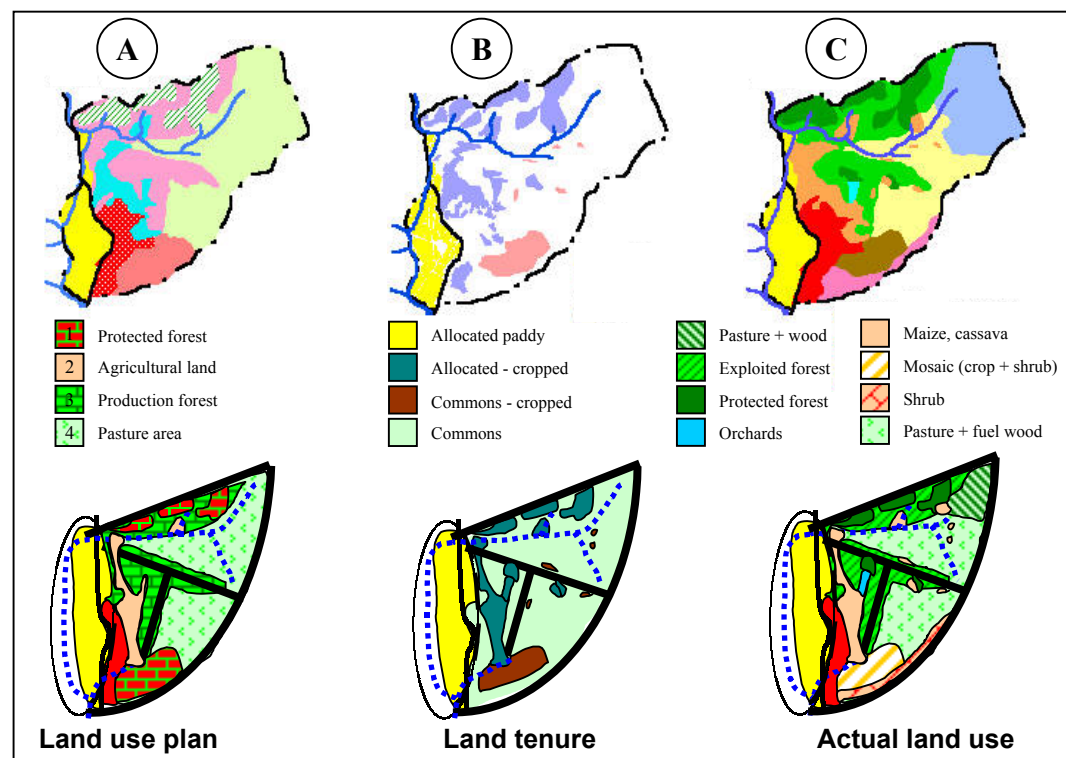 A
B
C
1 Protected forest
2 Agricultural land
3 Production forest
4 Pasture area
Allocated paddy
Allocated - cropped
Commons - cropped
Commons
Pasture + wood
Exploited forest
Protected forest
Orchards
Maize, cassava
Mosaic (crop + shrub)
Shrub
Pasture + fuel wood
Land use plan
Land tenure
Actual land use